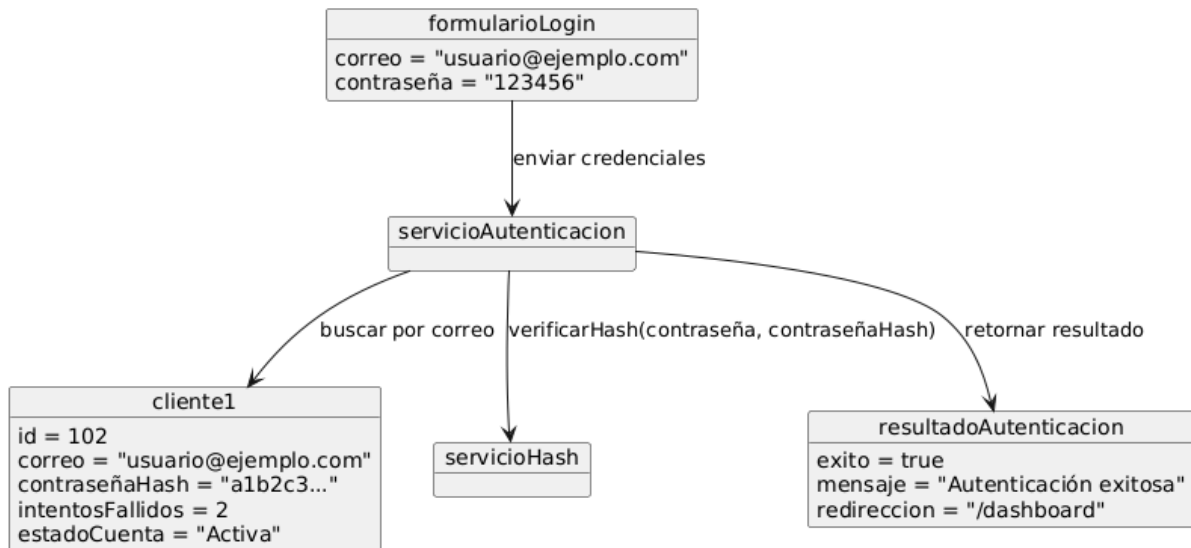 formularioLogin
correo = "usuario@ejemplo.com"
contraseña = "123456"
enviar credenciales
servicioAutenticacion
buscar por correo
verificarHash(contraseña, contraseñaHash)
retornar resultado
cliente1
id = 102
correo = "usuario@ejemplo.com"
contraseñaHash = "a1b2c3..."
intentosFallidos = 2
estadoCuenta = "Activa"
servicioHash
resultadoAutenticacion
exito = true
mensaje = "Autenticación exitosa"
redireccion = "/dashboard"